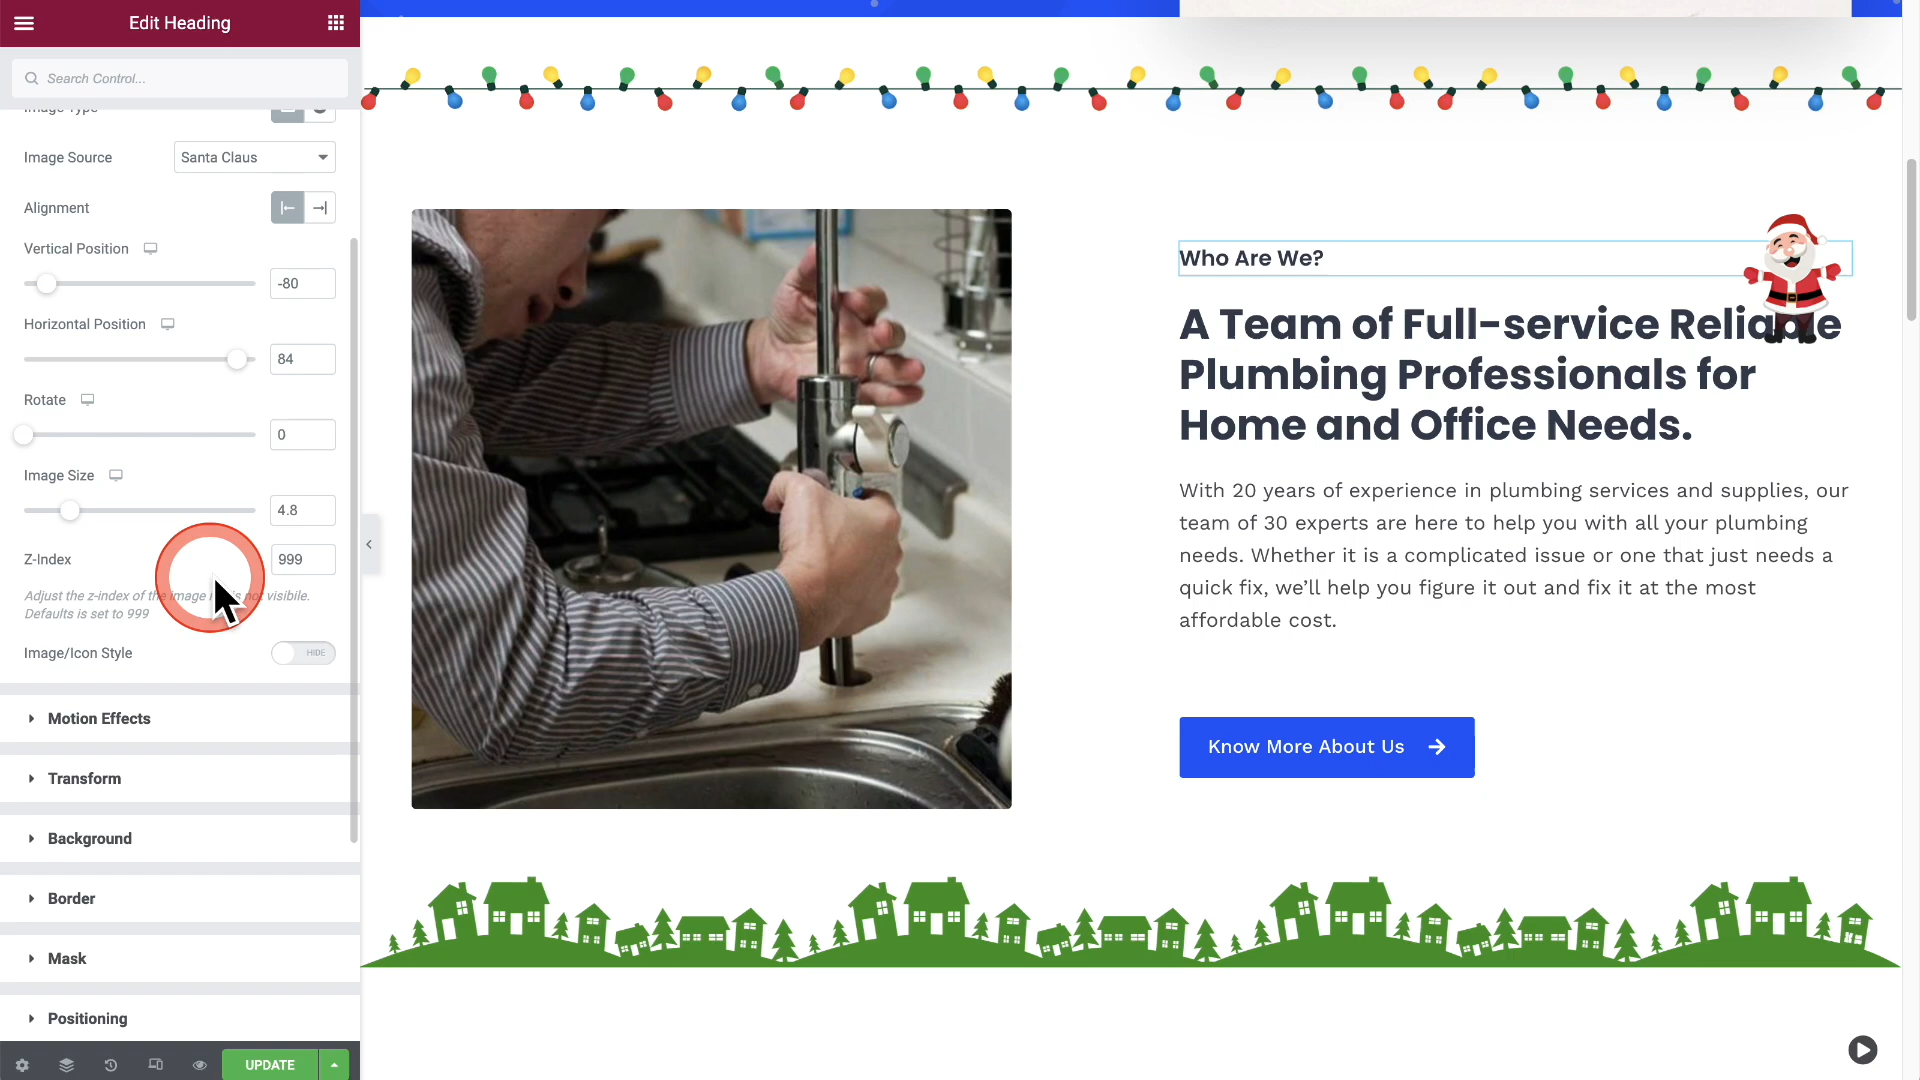 Edit Heading
Search Control...
Image Type
Image Source
Santa Claus
Alignment
Vertical Position
-80
Horizontal Position
84
Rotate
0
Image Size
4.8
Z-Index
999
Adjust the z-index of the image not visibile.
Defaults is set to 999
Image/Icon Style
HIDE
Motion Effects
Transform
Background
Border
Mask
Positioning
UPDATE
Who Are We?
A Team of Full-service Reliable
Plumbing Professionals for
Home and Office Needs.
With 20 years of experience in plumbing services and supplies, our
team of 30 experts are here to help you with all your plumbing
needs. Whether it is a complicated issue or one that just needs a
quick fix, we’ll help you figure it out and fix it at the most
affordable cost.
Know More About Us